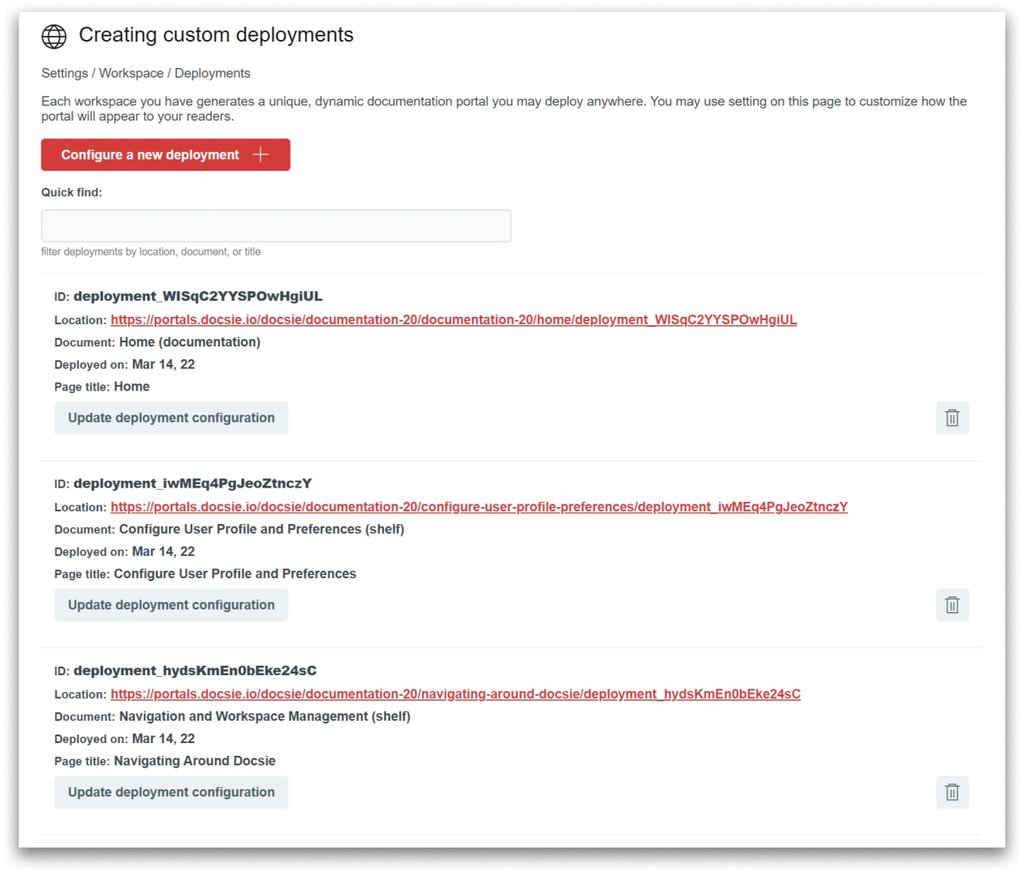 Creating custom deployments
Settings / Workspace / Deployments
Each workspace you have generates a unique, dynamic documentation portal you may deploy anywhere. You may use setting on this page to customize how the
portal will appear to your readers.
Configure a new deployment
Quick find:
filter deployments by location, document, or title
ID: deployment_WISqC2YYSPOwHgiUL
Location: https://portals.docsie.io/docsie/documentation-20/documentation-20/home/deployment_WISqC2YYSPOwHgiUL
Document: Home (documentation)
Deployed on: Mar 14, 22
Page title: Home
Update deployment configuration
ID: deployment_iwMEq4PgJeoZtnczY
Location: https://portals.docsie.io/docsie/documentation-20/configure-user-profile-preferences/deployment_iwMEq4PgJeoZtnczY
Document: Configure User Profile and Preferences (shelf)
Deployed on: Mar 14, 22
Page title: Configure User Profile and Preferences
Update deployment configuration
ID: deployment_hydsKmEn0bEke24sC
Location: https://portals.docsie.io/docsie/documentation-20/navigating-around-docsie/deployment_hydsKmEn0bEke24sC
Document: Navigation and Workspace Management (shelf)
Deployed on: Mar 14, 22
Page title: Navigating Around Docsie
Update deployment configuration